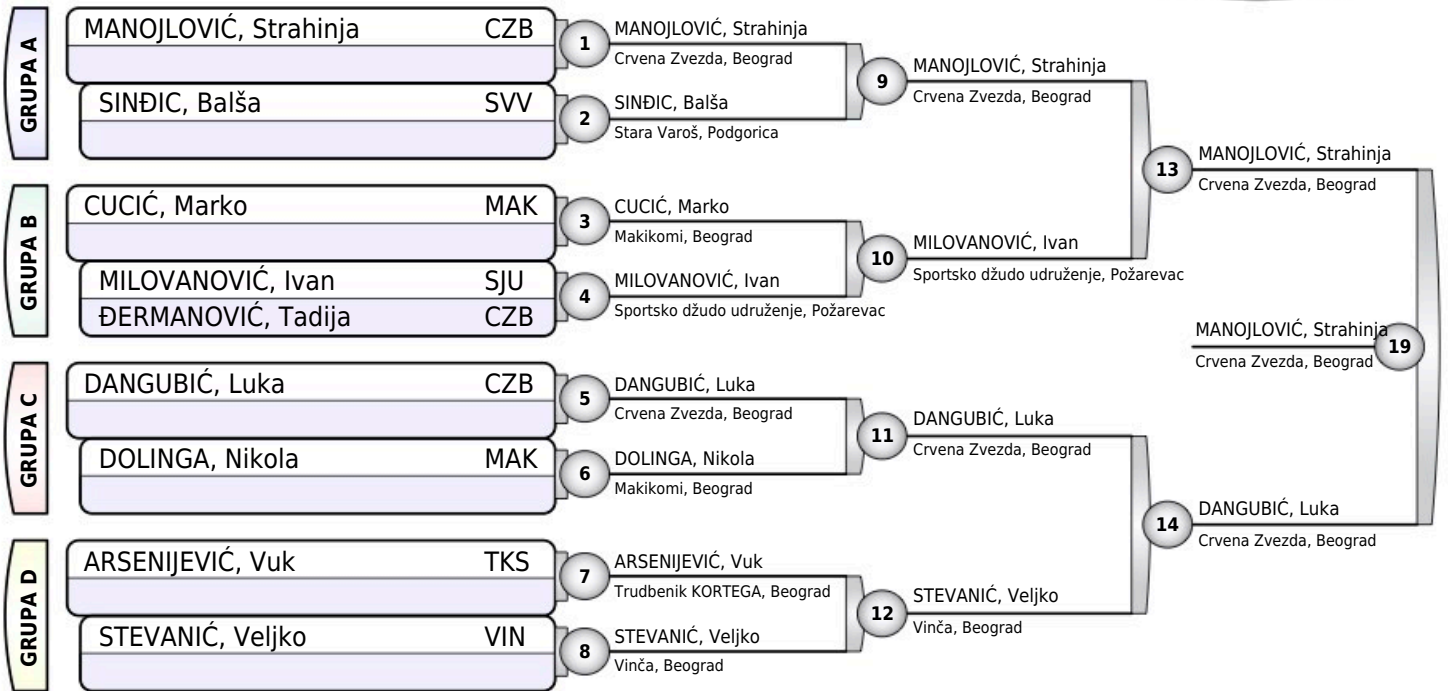 GRUPA A
MANOJLOVIĆ, Strahinja CZB
SINĐIC, Balša SVV
1
MANOJLOVIĆ, Strahinja
Crvena Zvezda, Beograd
2
SINĐIC, Balša
Stara Varoš, Podgorica
9
MANOJLOVIĆ, Strahinja
Crvena Zvezda, Beograd
GRUPA B
CUCIĆ, Marko MAK
MILOVANOVIĆ, Ivan SJU
ĐERMANOVIĆ, Tadija CZB
3
CUCIĆ, Marko
Makikomi, Beograd
4
MILOVANOVIĆ, Ivan
Sportsko džudo udruženje, Požarevac
10
MILOVANOVIĆ, Ivan
Sportsko džudo udruženje, Požarevac
13
MANOJLOVIĆ, Strahinja
Crvena Zvezda, Beograd
GRUPA C
DANGUBIĆ, Luka CZB
DOLINGA, Nikola MAK
5
DANGUBIĆ, Luka
Crvena Zvezda, Beograd
6
DOLINGA, Nikola
Makikomi, Beograd
11
DANGUBIĆ, Luka
Crvena Zvezda, Beograd
GRUPA D
ARSENIJEVIĆ, Vuk TKS
STEVANIĆ, Veljko VIN
7
ARSENIJEVIĆ, Vuk
Trudbenik KORTEGA, Beograd
8
STEVANIĆ, Veljko
Vinča, Beograd
12
STEVANIĆ, Veljko
Vinča, Beograd
14
DANGUBIĆ, Luka
Crvena Zvezda, Beograd
MANOJLOVIĆ, Strahinja
Crvena Zvezda, Beograd
19